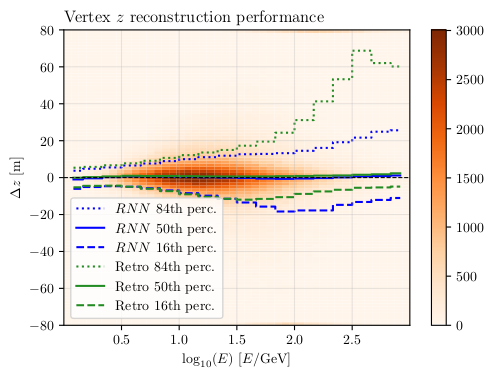 Vertex z reconstruction performance
80
60
40
20
0
−20
−40
−60
−80
Δz [m]
RNN 84th perc.
RNN 50th perc.
RNN 16th perc.
Retro 84th perc.
Retro 50th perc.
Retro 16th perc.
0.5 1.0 1.5 2.0 2.5
log₁₀(E) [E/GeV]
3000
2500
2000
1500
1000
500
0